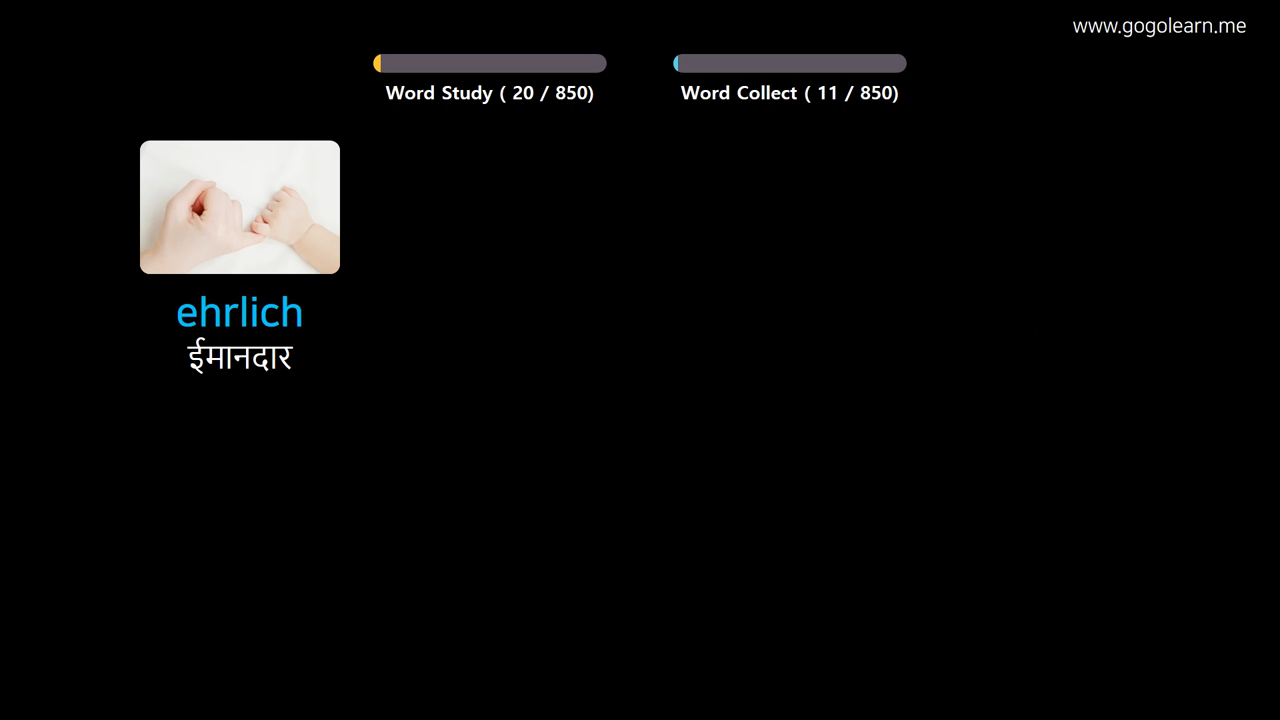 www.gogolearn.me
Word Study ( 20 / 850)
Word Collect ( 11 / 850)
ehrlich
ईमानदार